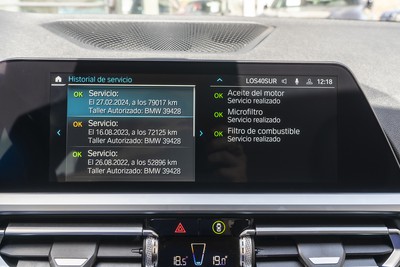 Historial de servicio
LOS40SUR
12:18
OK Servicio:
El 27.02.2024, a los 79017 km
Taller Autorizado: BMW 39428
OK Servicio:
El 16.08.2023, a los 72125 km
Taller Autorizado: BMW 39428
OK Servicio:
El 26.08.2022, a los 52896 km
Taller Autorizado: BMW 39428
OK Aceite del motor
Servicio realizado
OK Microfiltro
Servicio realizado
OK Filtro de combustible
Servicio realizado
18.5
19.0